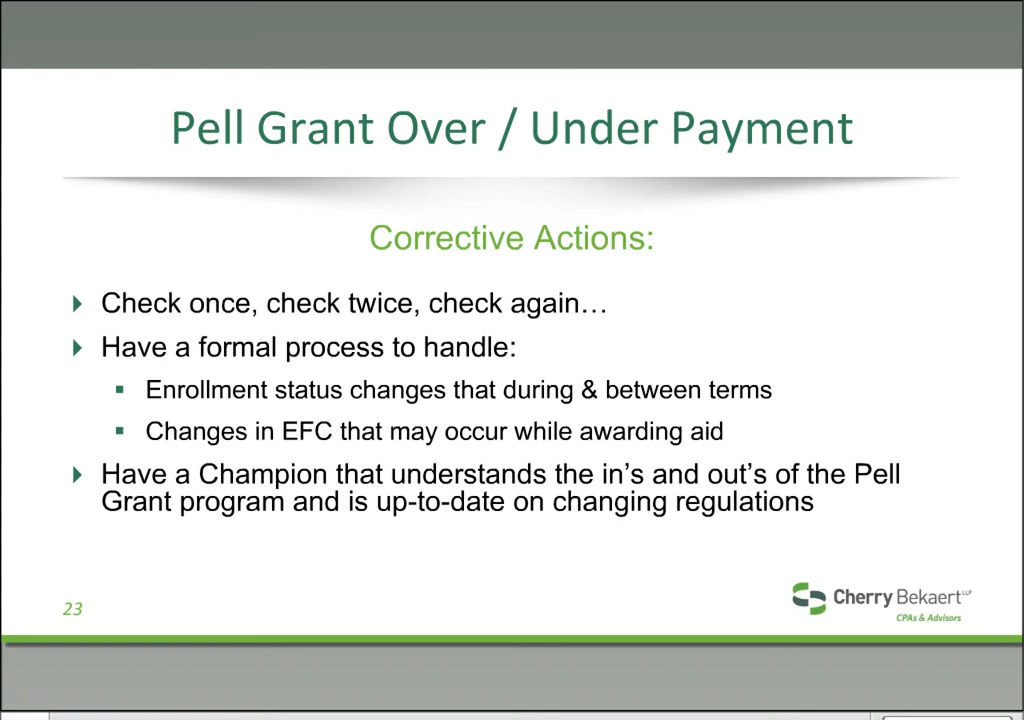 Pell Grant Over / Under Payment
Corrective Actions:
Check once, check twice, check again…
Have a formal process to handle:
Enrollment status changes that during & between terms
Changes in EFC that may occur while awarding aid
Have a Champion that understands the in’s and out’s of the Pell
Grant program and is up-to-date on changing regulations
23
Cherry Bekaert LLP
CPAs & Advisors